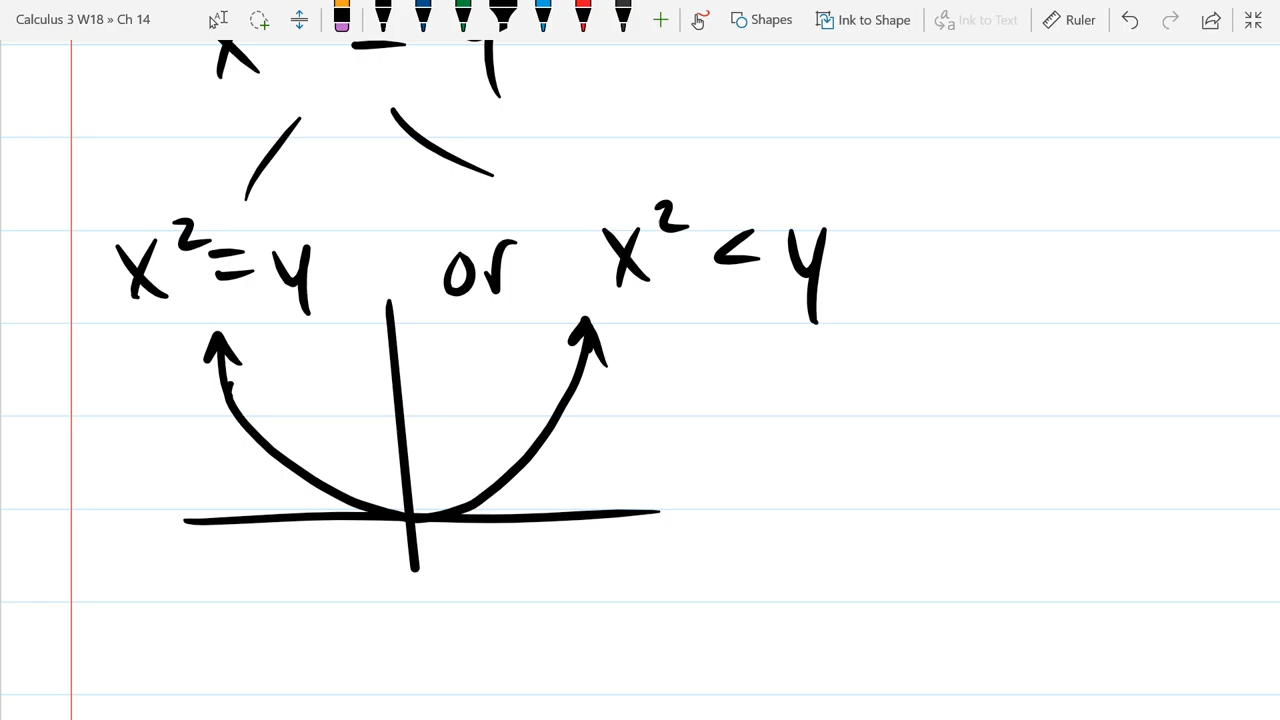 Calculus 3 W18 » Ch 14
Shapes
Ink to Shape
Ink to Text
Ruler
x = y
x² = y or x² < y